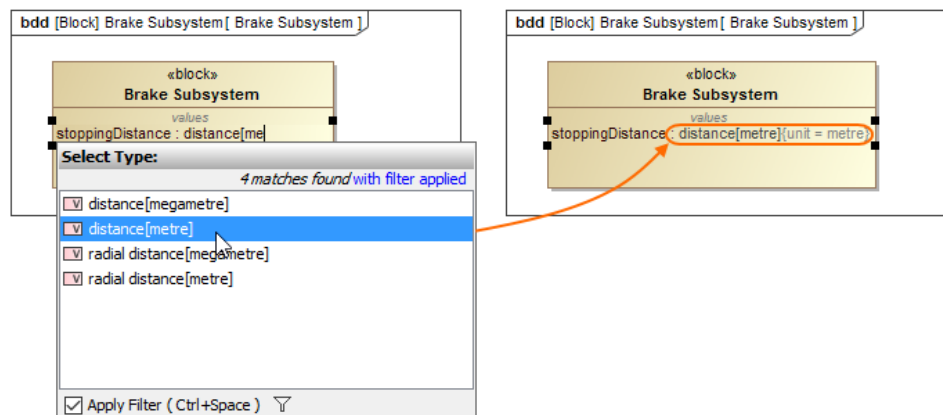 bdd [Block] Brake Subsystem[ Brake Subsystem ]
«block»
Brake Subsystem
values
stoppingDistance : distance[me
Select Type:
4 matches found with filter applied
V distance[megametre]
V distance[metre]
V radial distance[megametre]
V radial distance[metre]
Apply Filter ( Ctrl+Space )
bdd [Block] Brake Subsystem[ Brake Subsystem ]
«block»
Brake Subsystem
values
stoppingDistance : distance[metre]{unit = metre}